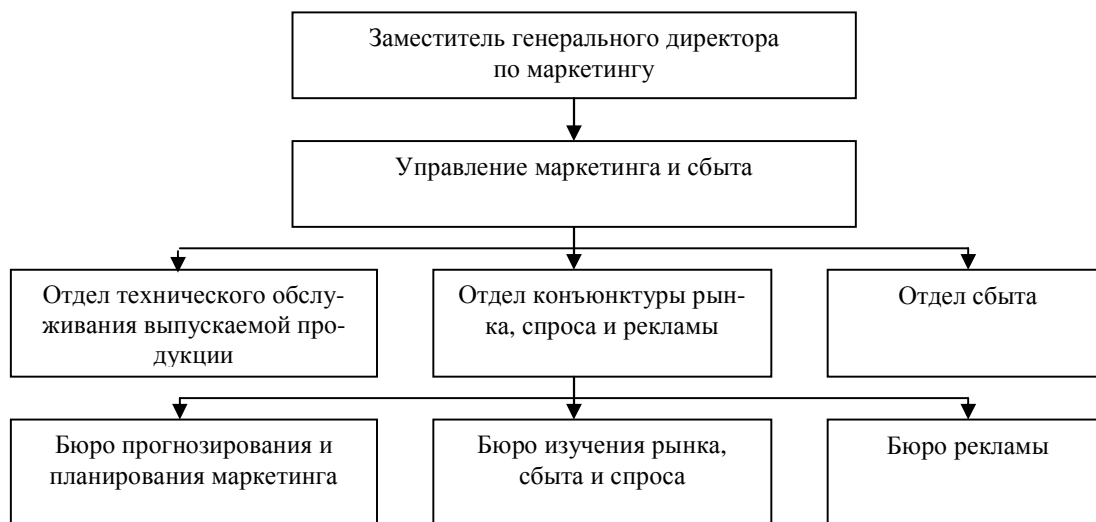 Заместитель генерального директора
по маркетингу
Управление маркетинга и сбыта
Отдел технического обслу-
живания выпускаемой про-
дукции
Отдел конъюнктуры рын-
ка, спроса и рекламы
Отдел сбыта
Бюро прогнозирования и
планирования маркетинга
Бюро изучения рынка,
сбыта и спроса
Бюро рекламы